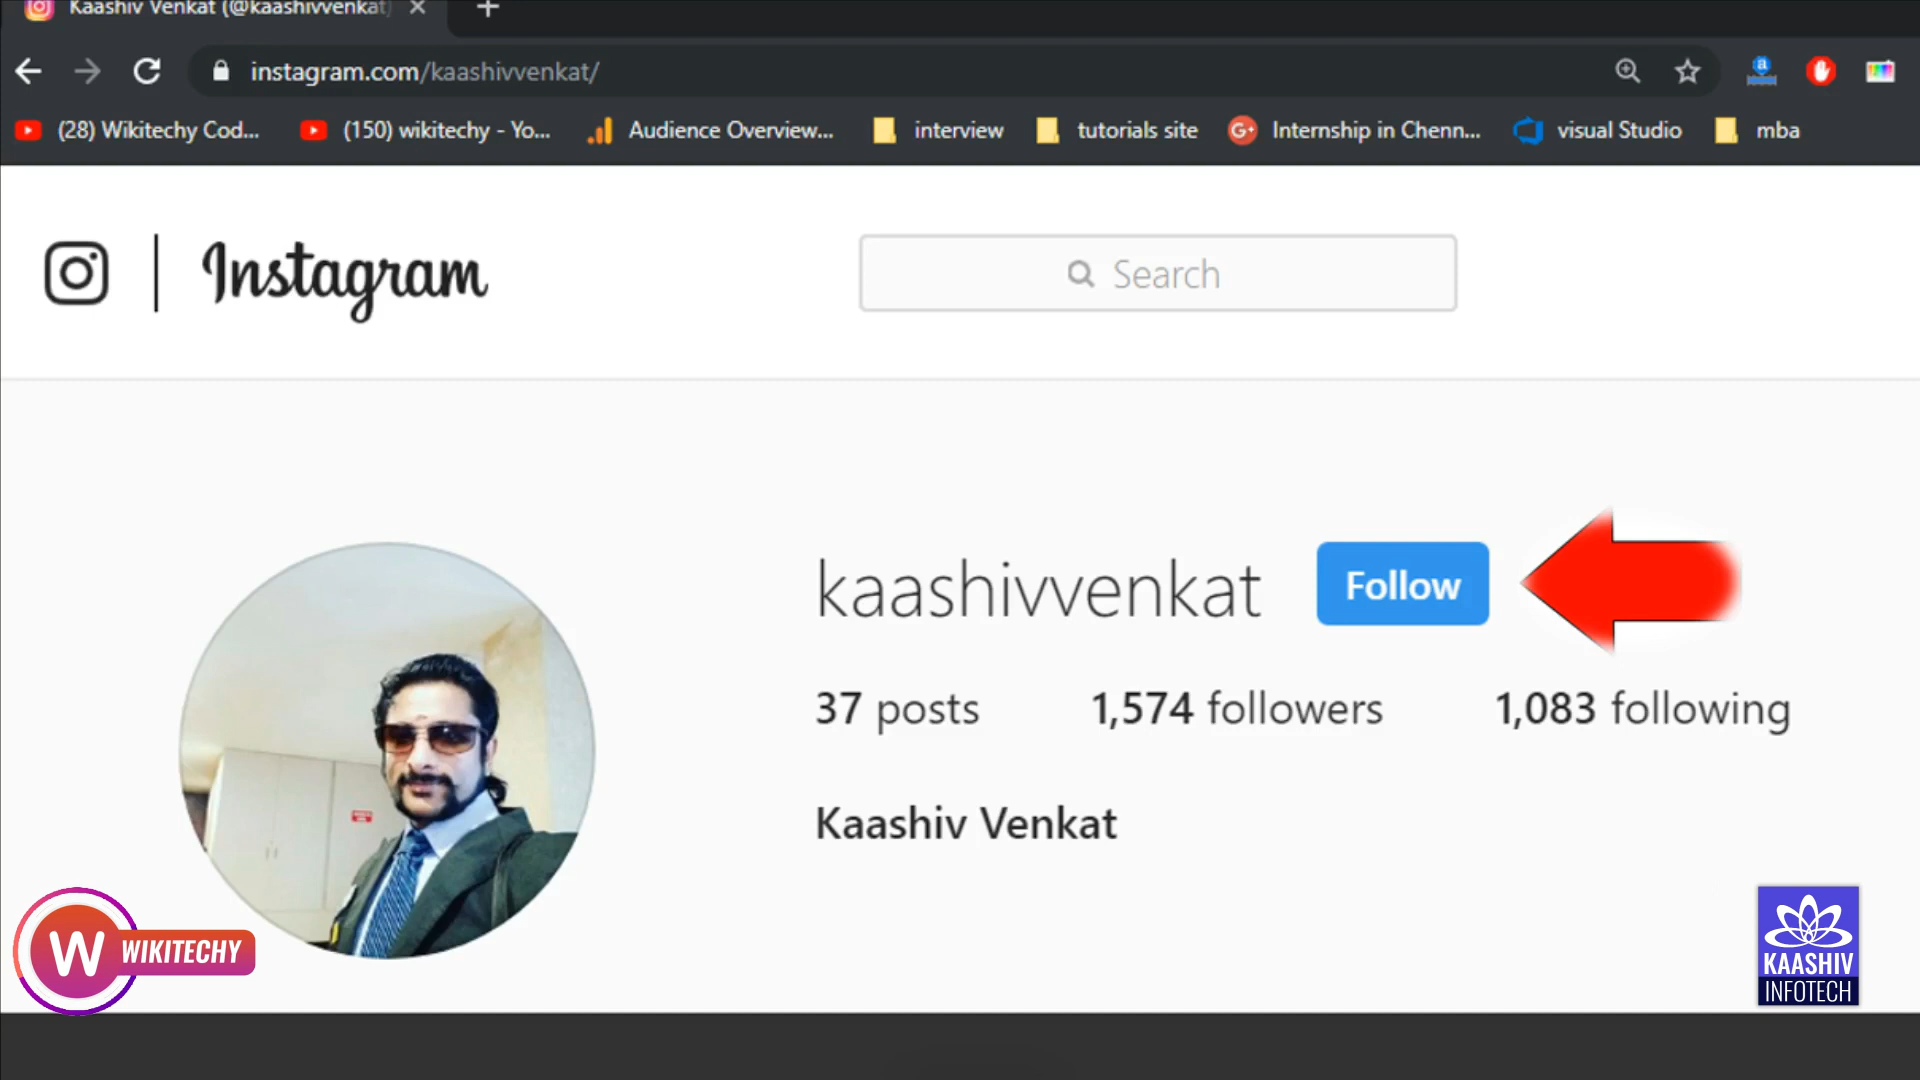 Kaashiv Venkat (@kaashivvenkat)
instagram.com/kaashivvenkat/
(28) Wikitechy Cod...
(150) wikitechy - Yo...
Audience Overview...
interview
tutorials site
Internship in Chenn...
visual Studio
mba
Instagram
Search
kaashivvenkat
Follow
37 posts
1,574 followers
1,083 following
Kaashiv Venkat
W WIKITECHY
KAASHIV
INFOTECH